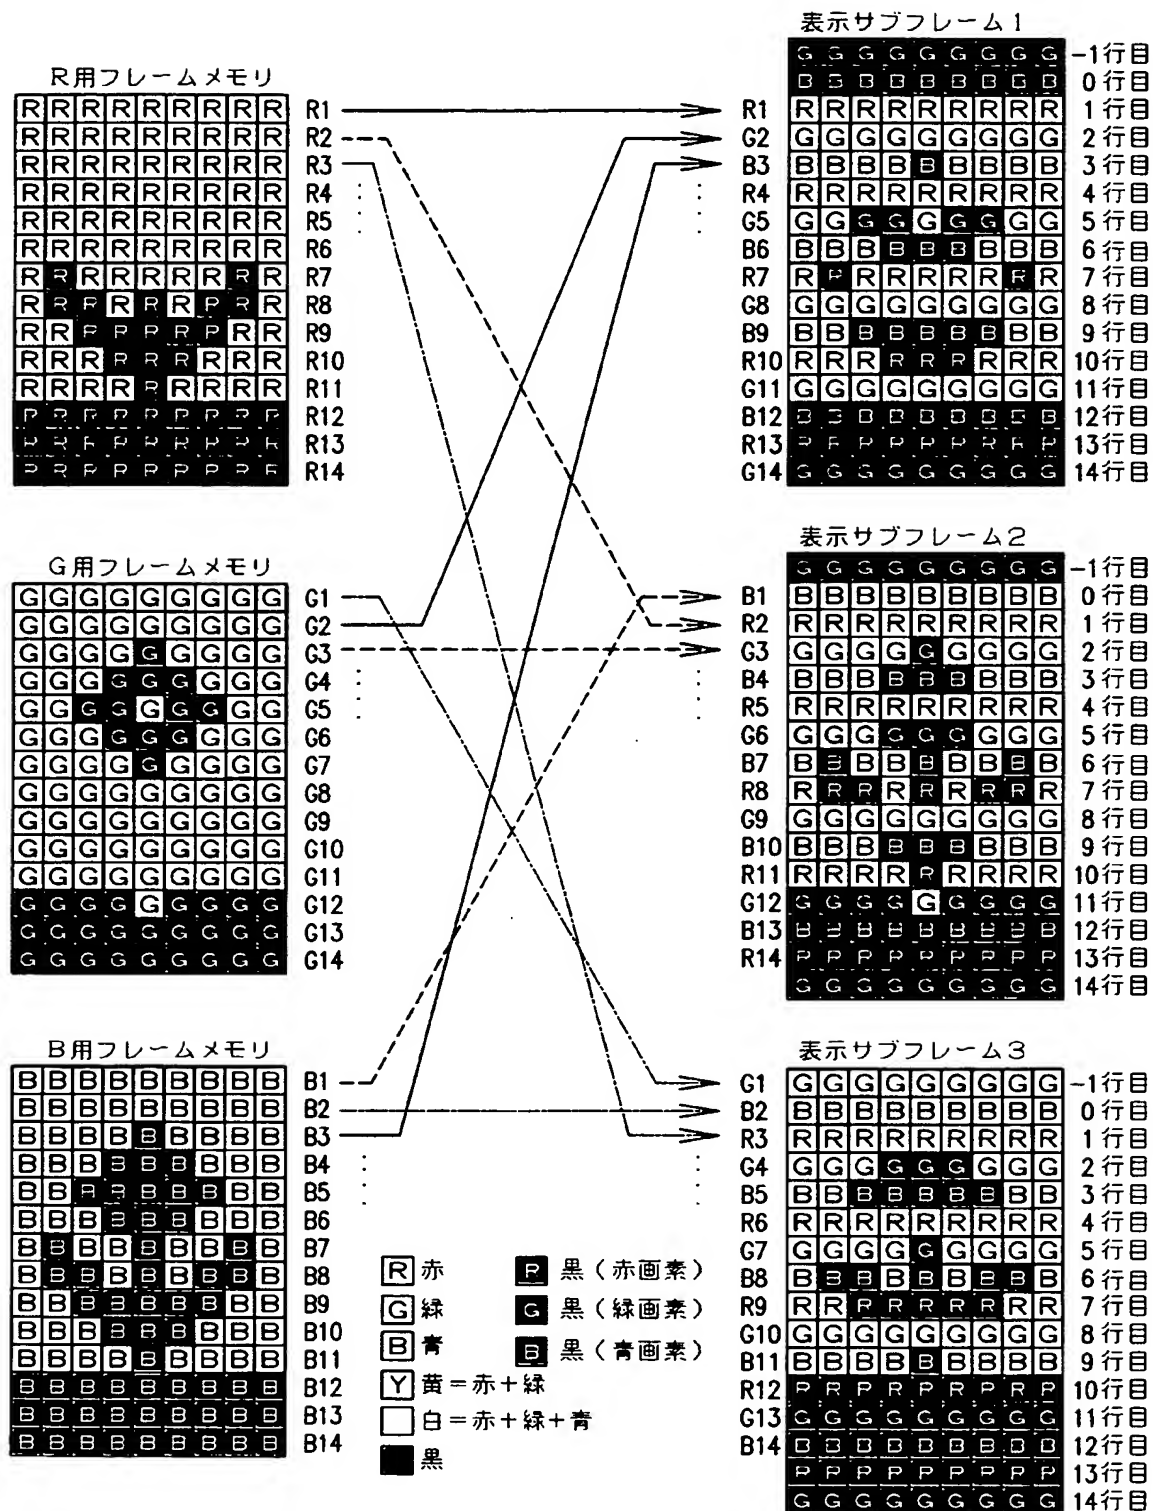 R用フレームメモリ
R R R R R R R R R R1
R R R R R R R R R R2
R R R R R R R R R R3
R R R R R R R R R R4
R R R R R R R R R R5
R R R R R R R R R R6
R R R R R R R R R R7
R R R R R R R R R R8
R R R R R R R R R R9
R R R R R R R R R R10
R R R R R R R R R R11
R R R R R R R R R R12
R R R R R R R R R R13
R R R R R R R R R R14
G用フレームメモリ
G G G G G G G G G G1
G G G G G G G G G G2
G G G G G G G G G G3
G G G G G G G G G G4
G G G G G G G G G G5
G G G G G G G G G G6
G G G G G G G G G G7
G G G G G G G G G G8
G G G G G G G G G G9
G G G G G G G G G G10
G G G G G G G G G G11
G G G G G G G G G G12
G G G G G G G G G G13
G G G G G G G G G G14
B用フレームメモリ
B B B B B B B B B B1
B B B B B B B B B B2
B B B B B B B B B B3
B B B B B B B B B B4
B B B B B B B B B B5
B B B B B B B B B B6
B B B B B B B B B B7
B B B B B B B B B B8
B B B B B B B B B B9
B B B B B B B B B B10
B B B B B B B B B B11
B B B B B B B B B B12
B B B B B B B B B B13
B B B B B B B B B B14
R 赤
G 緑
B 青
Y 黄=赤+緑
白=赤+緑+青
黒
R 黒(赤画素)
G 黒(緑画素)
B 黒(青画素)
表示サブフレーム1
G G G G G G G G G -1行目
B B B B B B B B B 0行目
R1 R R R R R R R R R 1行目
G2 G G G G G G G G G 2行目
B3 B B B B B B B B B 3行目
R4 R R R R R R R R R 4行目
G5 G G G G G G G G G 5行目
B6 B B B B B B B B B 6行目
R7 R R R R R R R R R 7行目
G8 G G G G G G G G G 8行目
B9 B B B B B B B B B 9行目
R10 R R R R R R R R R 10行目
G11 G G G G G G G G G 11行目
B12 B B B B B B B B B 12行目
R13 R R R R R R R R R 13行目
G14 G G G G G G G G G 14行目
表示サブフレーム2
G G G G G G G G G -1行目
B1 B B B B B B B B B 0行目
R2 R R R R R R R R R 1行目
G3 G G G G G G G G G 2行目
B4 B B B B B B B B B 3行目
R5 R R R R R R R R R 4行目
G6 G G G G G G G G G 5行目
B7 B B B B B B B B B 6行目
R8 R R R R R R R R R 7行目
G9 G G G G G G G G G 8行目
B10 B B B B B B B B B 9行目
R11 R R R R R R R R R 10行目
G12 G G G G G G G G G 11行目
B13 B B B B B B B B B 12行目
R14 R R R R R R R R R 13行目
G G G G G G G G G 14行目
表示サブフレーム3
G1 G G G G G G G G G -1行目
B2 B B B B B B B B B 0行目
R3 R R R R R R R R R 1行目
G4 G G G G G G G G G 2行目
B5 B B B B B B B B B 3行目
R6 R R R R R R R R R 4行目
G7 G G G G G G G G G 5行目
B8 B B B B B B B B B 6行目
R9 R R R R R R R R R 7行目
G10 G G G G G G G G G 8行目
B11 B B B B B B B B B 9行目
R12 R R R R R R R R R 10行目
G13 G G G G G G G G G 11行目
B14 B B B B B B B B B 12行目
R R R R R R R R R 13行目
G G G G G G G G G 14行目